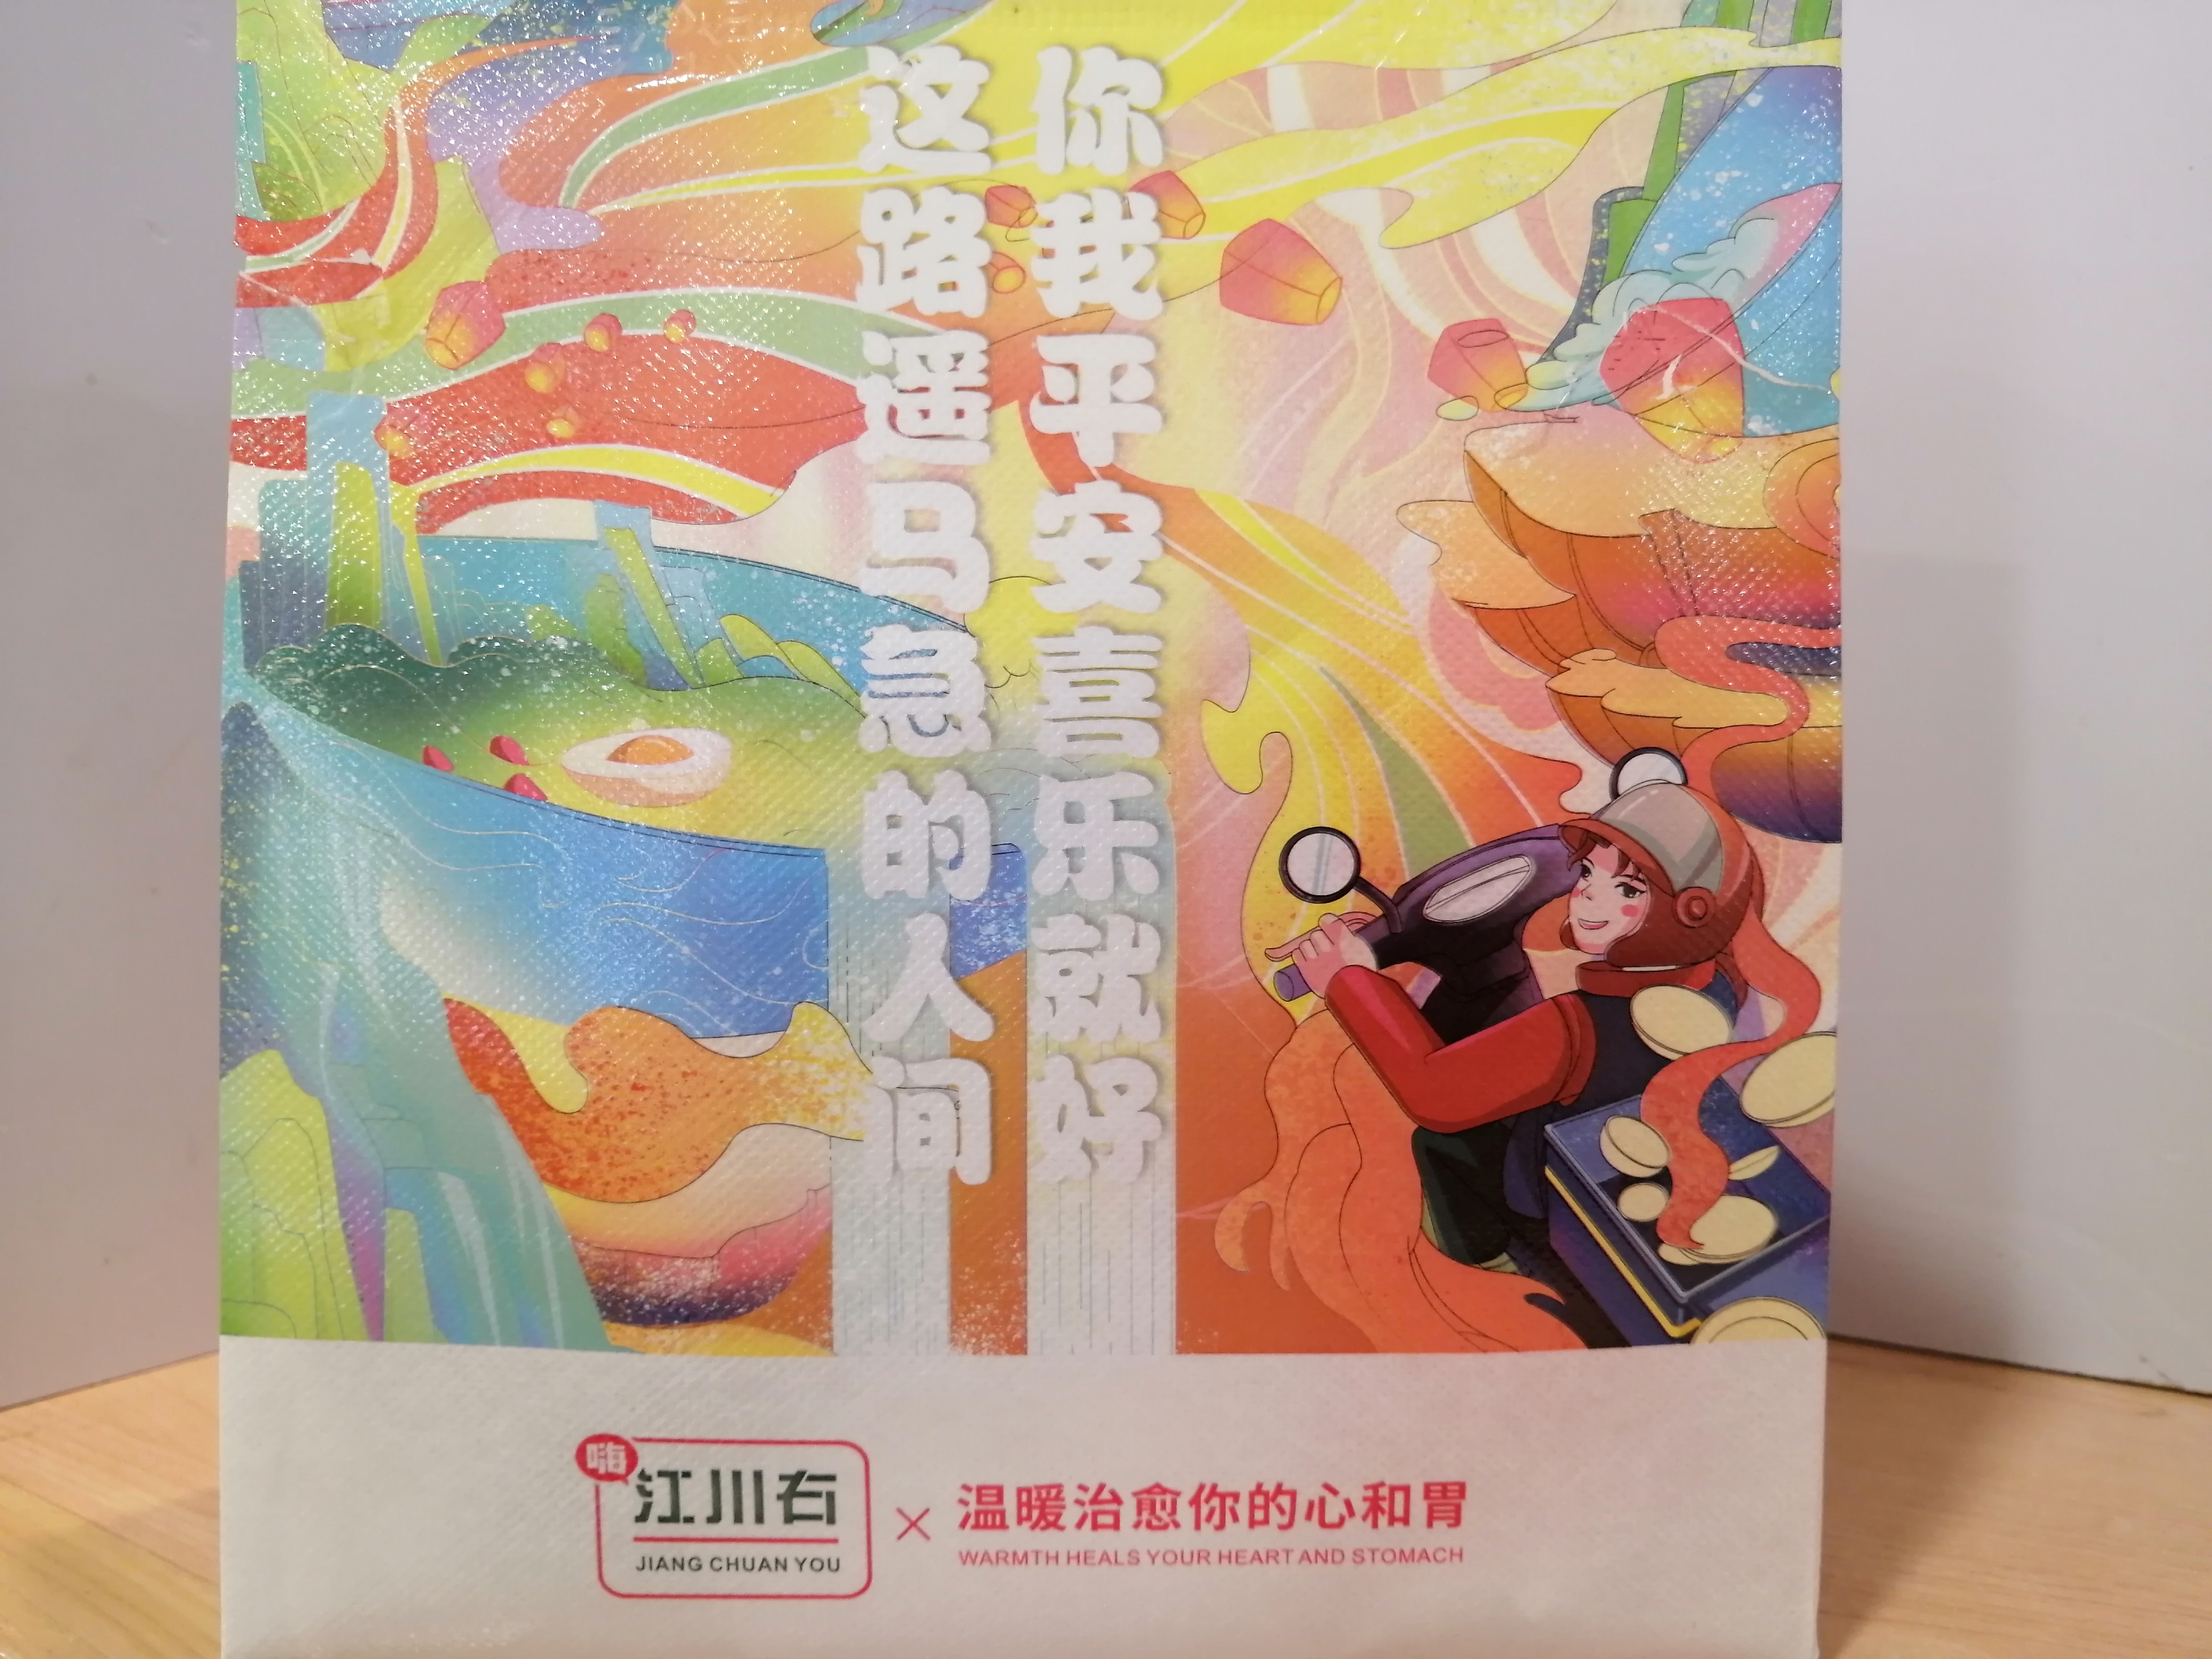 这路遥马急的人间
你我平安喜乐就好
嗨
江川右
JIANG CHUAN YOU
×
温暖治愈你的心和胃
WARMTH HEALS YOUR HEART AND STOMACH